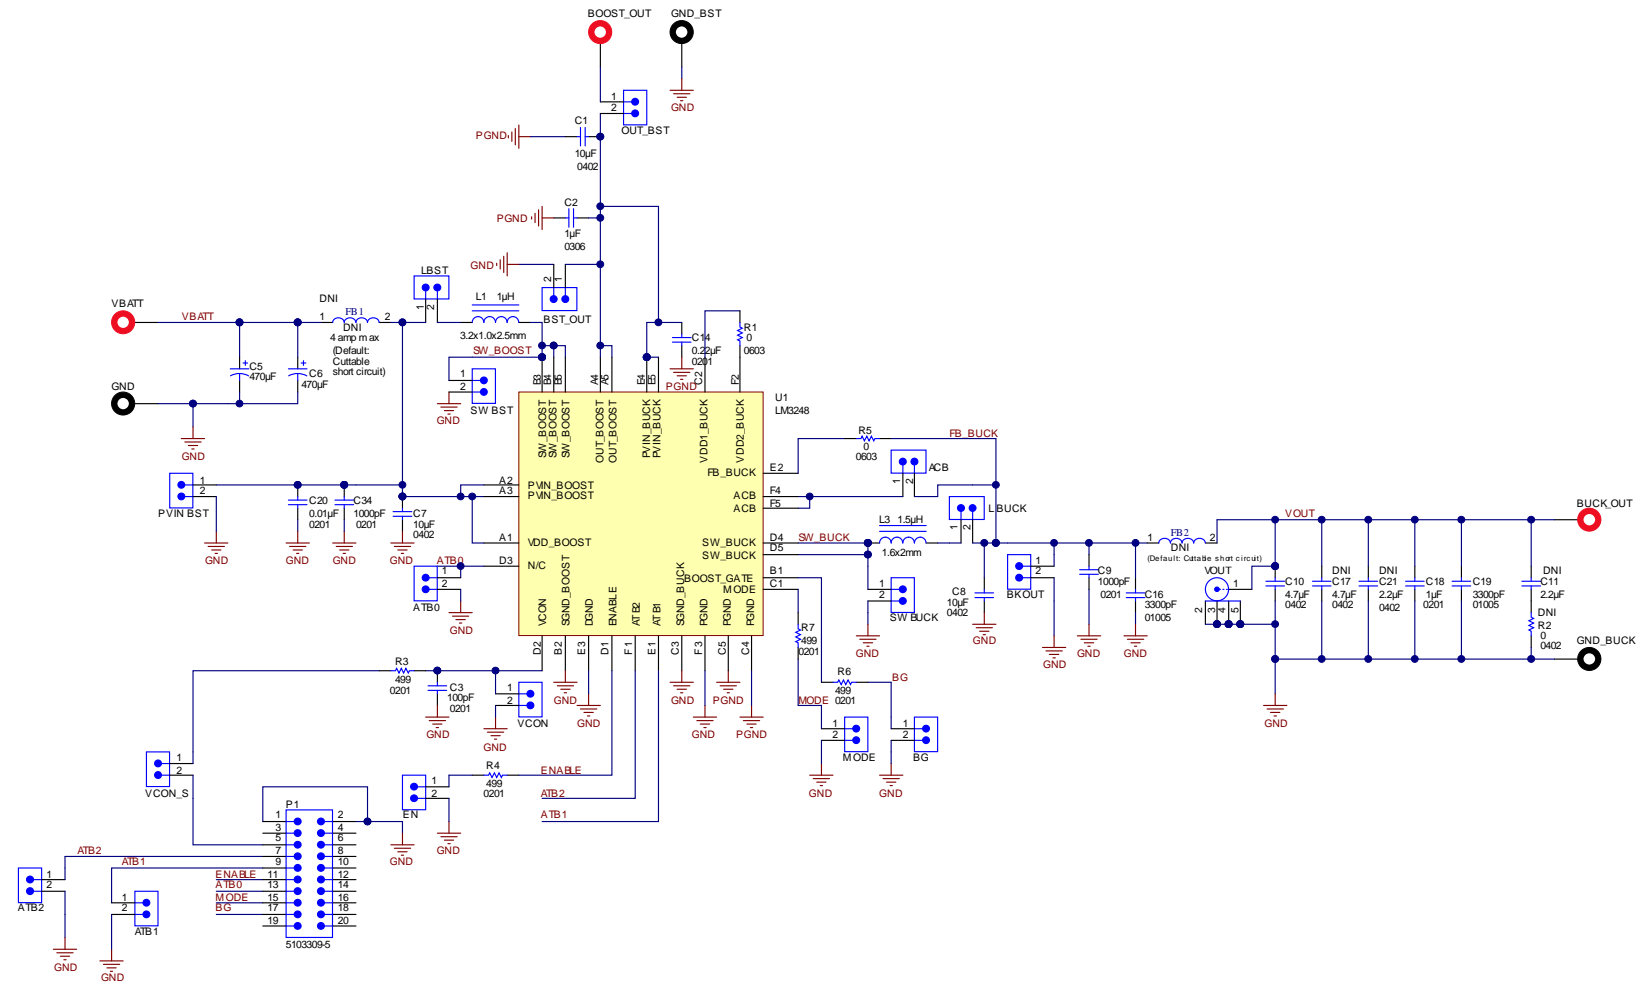 BOOST_OUT
GND_BST
1
2
OUT_BST
GND
C1
10µF
0402
PGND
C2
1µF
0306
PGND
GND
2
1
BST_OUT
LBST
1
2
L1 1µH
3.2x1.0x2.5mm
VBATT
VBATT
DNI
1
FB1
2
DNI
4 amp max
(Default:
Cuttable
short circuit)
C5
470µF
C6
470µF
GND
GND
SW_BOOST
1
2
SW BST
GND
C14
0.22µF
0201
PGND
R1
0
0603
B3
B4
B5
A4
A5
E4
E5
C2
F2
U1
LM3248
SW_BOOST
SW_BOOST
SW_BOOST
OUT_BOOST
OUT_BOOST
PVIN_BUCK
PVIN_BUCK
VDD1_BUCK
VDD2_BUCK
A2
PVIN_BOOST
A3
PVIN_BOOST
A1
VDD_BOOST
D3
N/C
FB_BUCK
E2
ACB
F4
ACB
F5
SW_BUCK
D4
SW_BUCK
D5
BOOST_GATE
B1
MODE
C1
VCON
SGND_BOOST
DGND
ENABLE
ATB2
ATB1
SGND_BUCK
PGND
PGND
PGND
D2
B2
E3
D1
F1
E1
C3
F3
C5
C4
PVIN BST
1
2
GND
C20
0.01µF
0201
GND
C34
1000pF
0201
GND
C7
10µF
0402
GND
ATB0
1
2
ATB0
GND
R5
0
0603
FB_BUCK
ACB
1
2
LBUCK
1
2
SW_BUCK
L3 1.5µH
1.6x2mm
1
2
SW BUCK
GND
C8
10µF
0402
GND
1
2
BKOUT
GND
C9
1000pF
0201
GND
C16
3300pF
01005
GND
1
FB2
2
DNI
(Default: Cuttable short circuit)
VOUT
1
2
3
4
5
VOUT
C10
4.7µF
0402
DNI
C17
4.7µF
0402
DNI
C21
2.2µF
0402
C18
1µF
0201
C19
3300pF
01005
DNI
C11
2.2µF
DNI
R2
0
0402
BUCK_OUT
GND_BUCK
GND
R7
499
0201
MODE
R6
499
0201
BG
1
2
MODE
GND
1
2
BG
GND
R3
499
0201
C3
100pF
0201
GND
1
2
VCON
GND
GND
GND
GND
GND
PGND
PGND
1
2
VCON_S
R4
499
0201
ENABLE
ATB2
ATB1
1
2
EN
GND
P1
1
2
3
4
5
6
7
8
9
10
11
12
13
14
15
16
17
18
19
20
5103309-5
GND
ATB2
ATB1
ENABLE
ATB0
MODE
BG
1
2
ATB2
GND
1
2
ATB1
GND